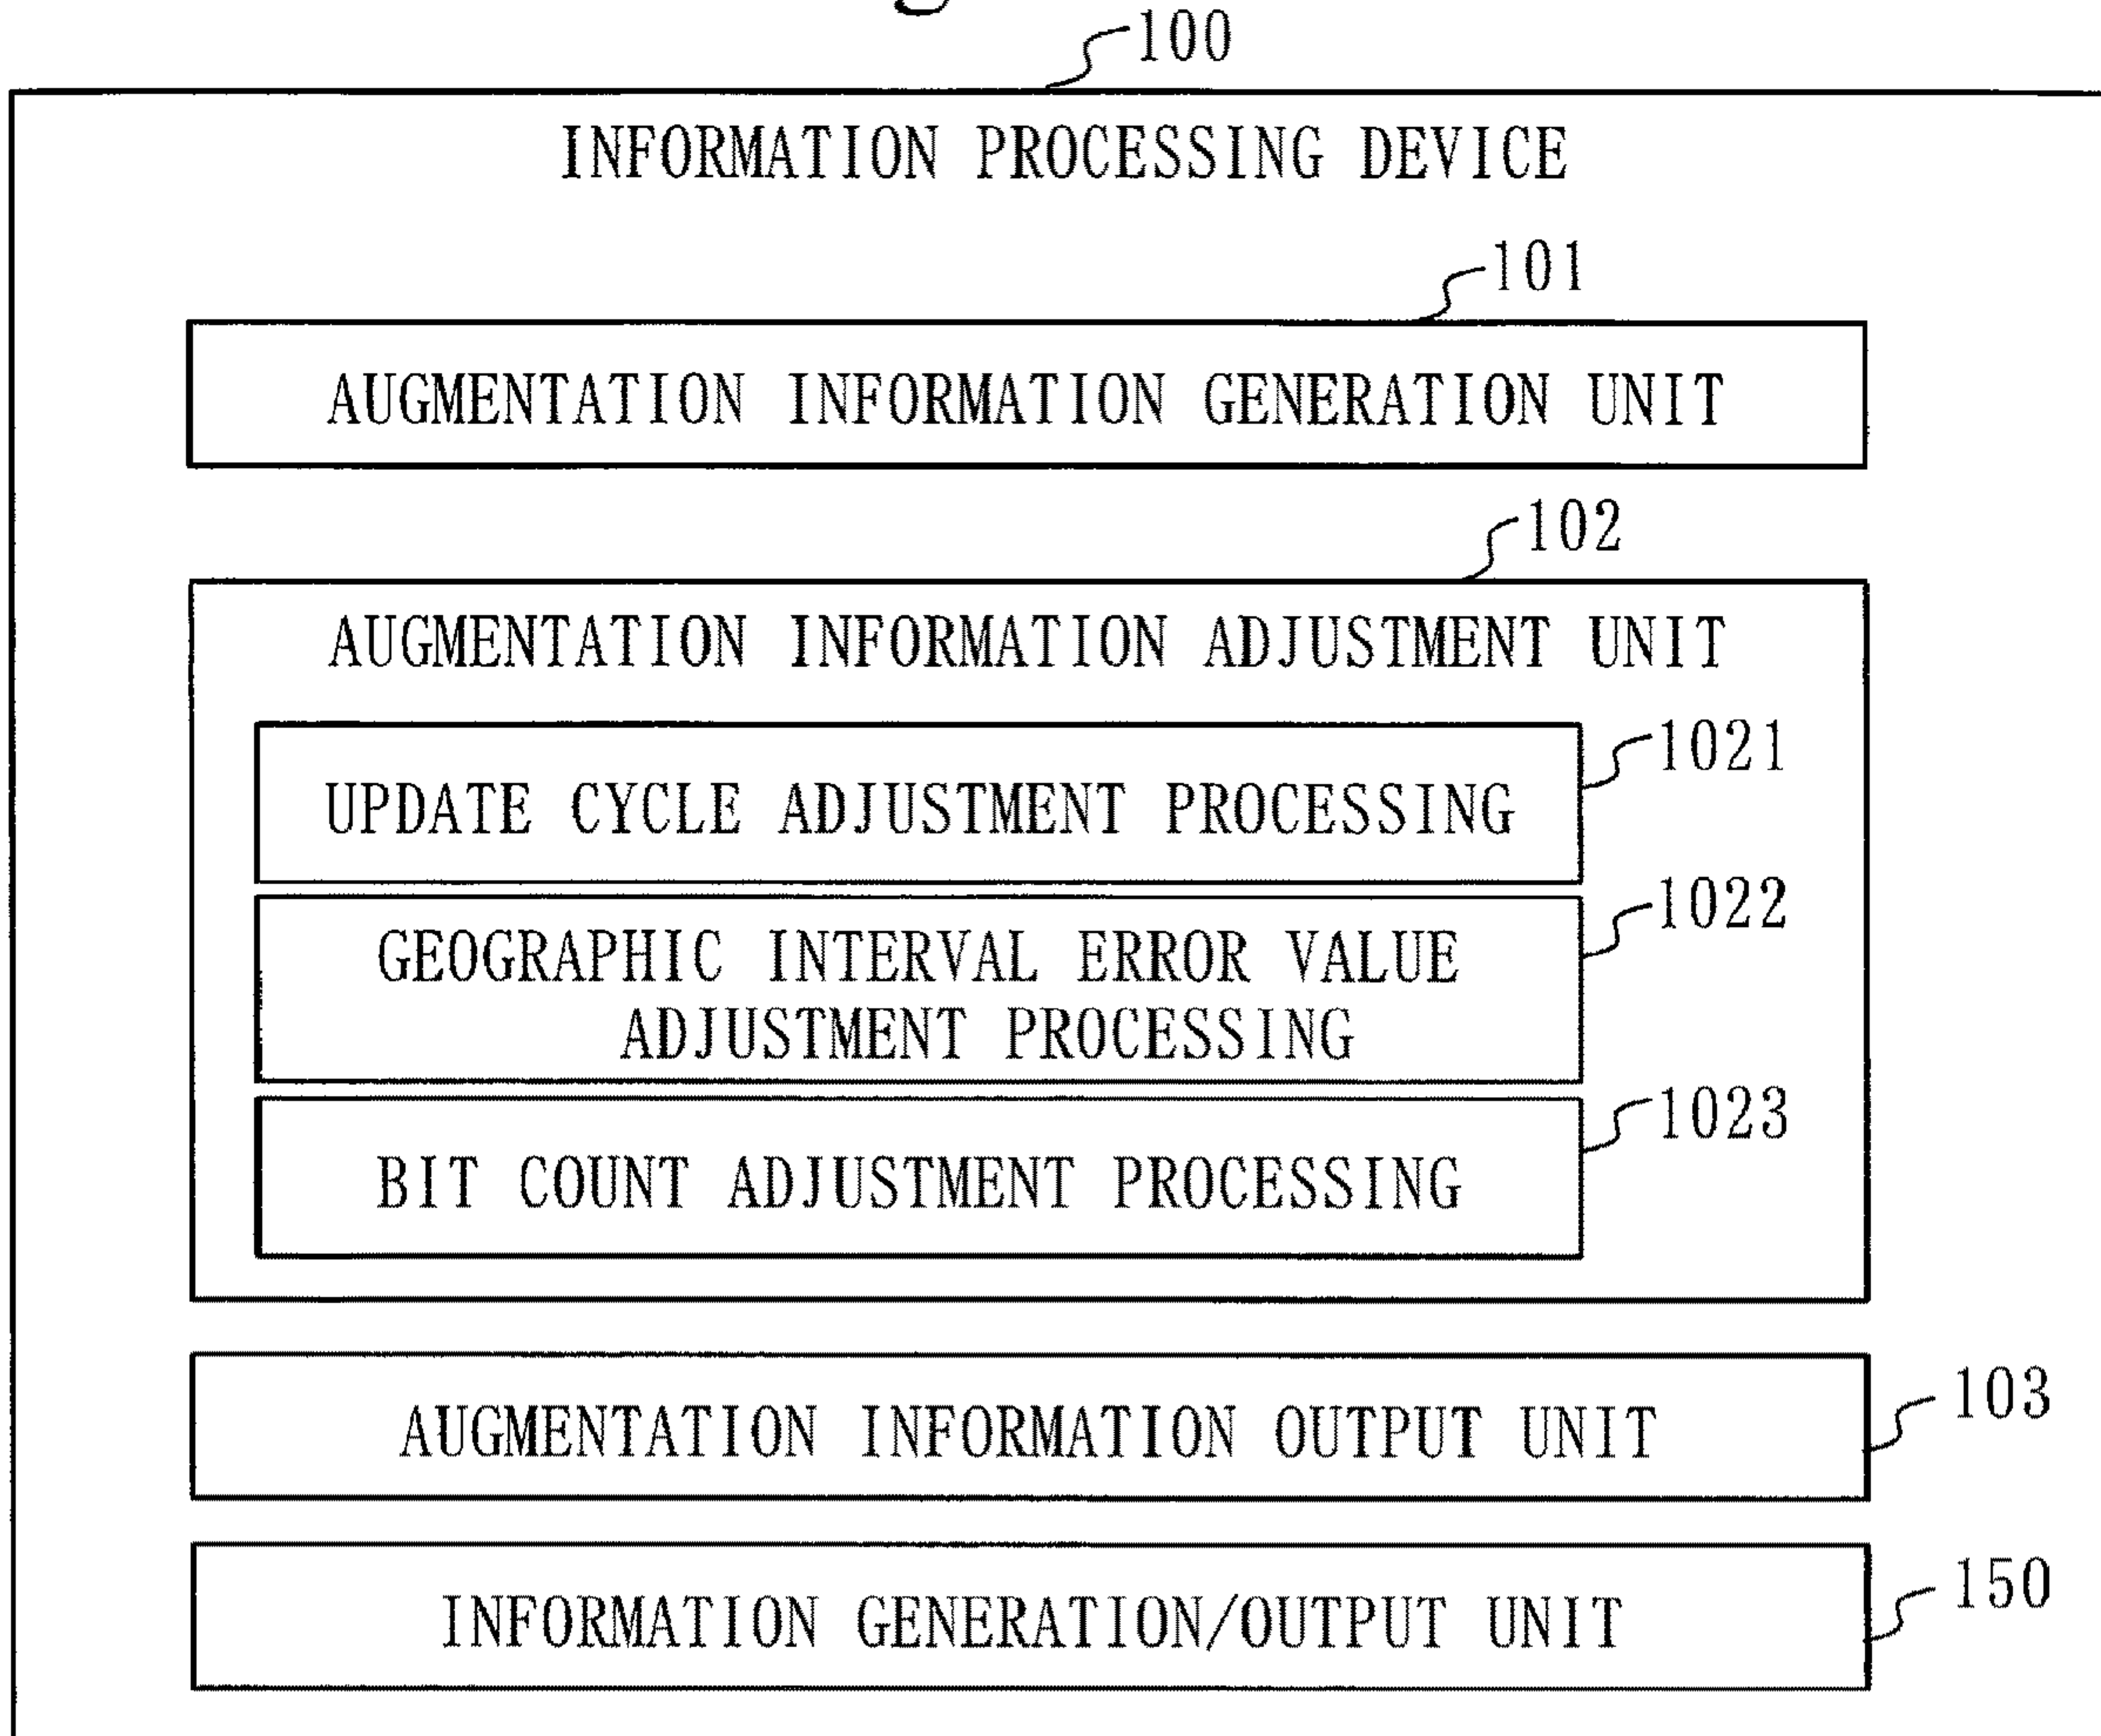 100
INFORMATION PROCESSING DEVICE
101
AUGMENTATION INFORMATION GENERATION UNIT
102
AUGMENTATION INFORMATION ADJUSTMENT UNIT
1021
UPDATE CYCLE ADJUSTMENT PROCESSING
1022
GEOGRAPHIC INTERVAL ERROR VALUE
ADJUSTMENT PROCESSING
1023
BIT COUNT ADJUSTMENT PROCESSING
103
AUGMENTATION INFORMATION OUTPUT UNIT
150
INFORMATION GENERATION/OUTPUT UNIT